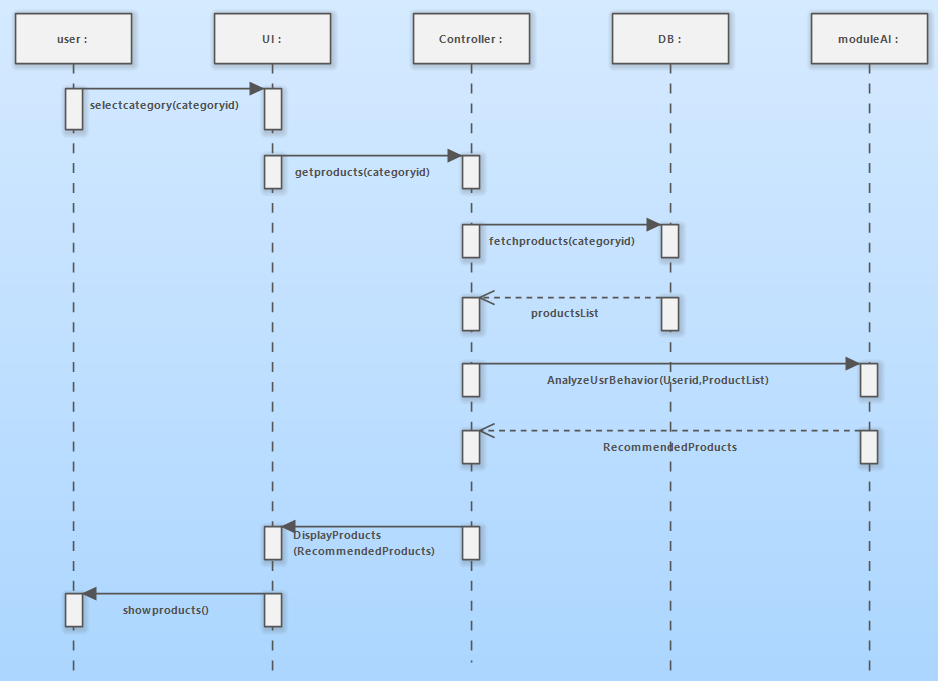 user :
UI :
Controller :
DB :
moduleAI :
selectcategory(categoryid)
getproducts(categoryid)
fetchproducts(categoryid)
productsList
AnalyzeUsrBehavior(Userid,ProductList)
RecommendedProducts
DisplayProducts
(RecommendedProducts)
showproducts()